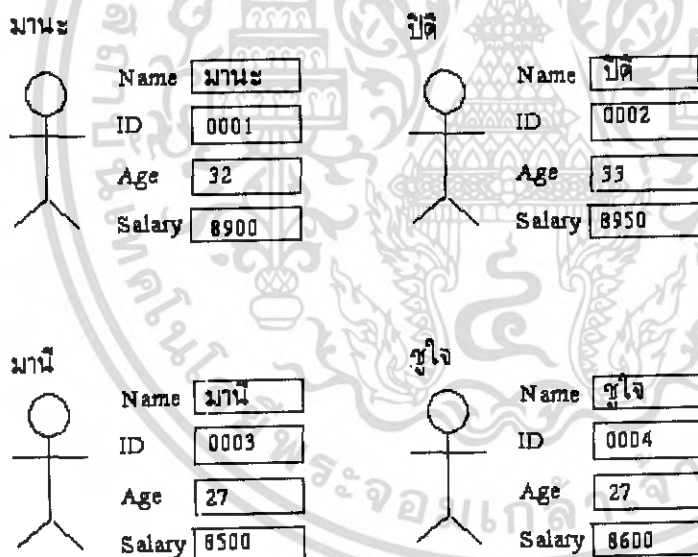 มานะ
Name มานะ
ID 0001
Age 32
Salary 8900
ปิติ
Name ปิติ
ID 0002
Age 33
Salary 8950
มานี
Name มานี
ID 0003
Age 27
Salary 8500
ชูใจ
Name ชูใจ
ID 0004
Age 27
Salary 8600